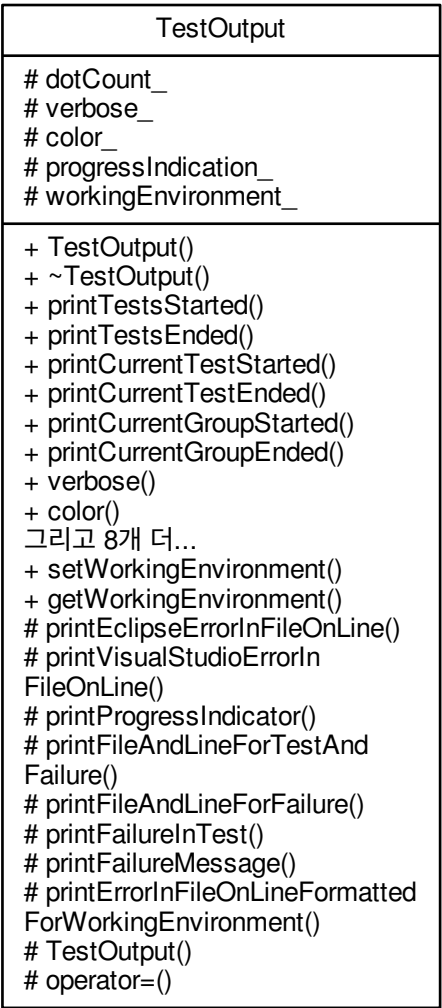 TestOutput
# dotCount_
# verbose_
# color_
# progressIndication_
# workingEnvironment_
+ TestOutput()
+ ~TestOutput()
+ printTestsStarted()
+ printTestsEnded()
+ printCurrentTestStarted()
+ printCurrentTestEnded()
+ printCurrentGroupStarted()
+ printCurrentGroupEnded()
+ verbose()
+ color()
그리고 8개 더...
+ setWorkingEnvironment()
+ getWorkingEnvironment()
# printEclipseErrorInFileOnLine()
# printVisualStudioErrorIn
FileOnLine()
# printProgressIndicator()
# printFileAndLineForTestAnd
Failure()
# printFileAndLineForFailure()
# printFailureInTest()
# printFailureMessage()
# printErrorInFileOnLineFormatted
ForWorkingEnvironment()
# TestOutput()
# operator=()